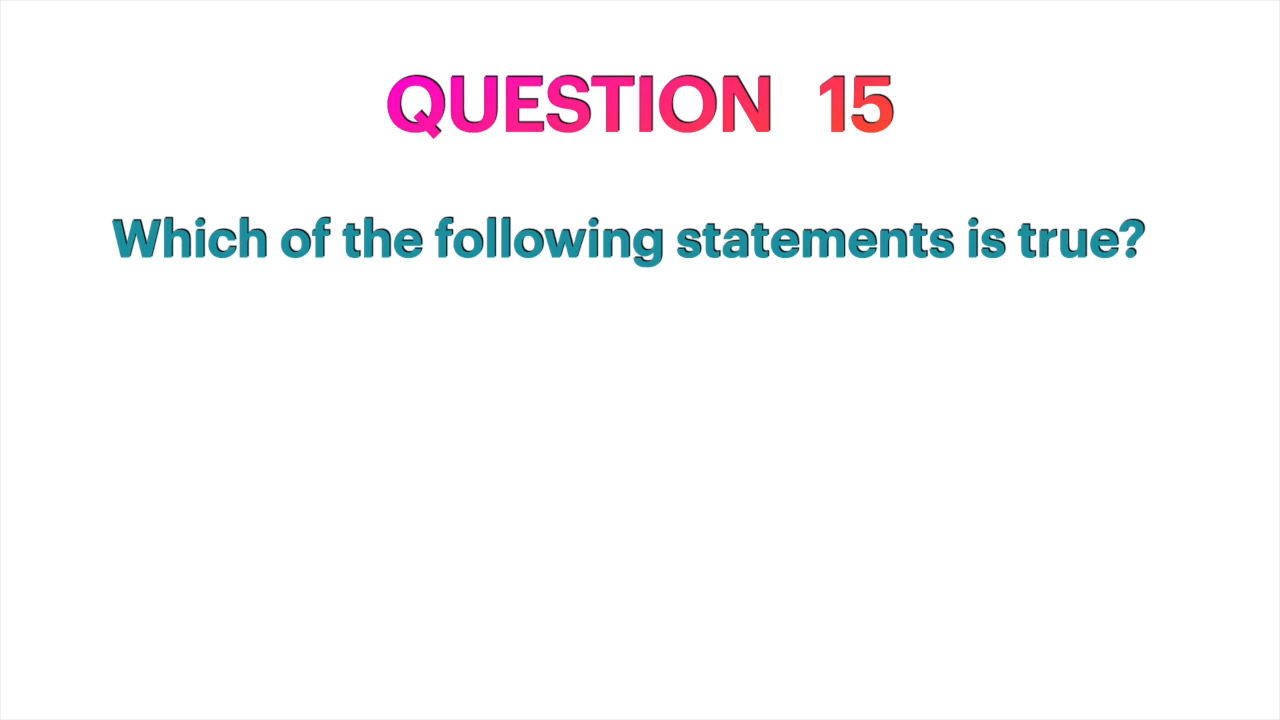 QUESTION 15
Which of the following statements is true?